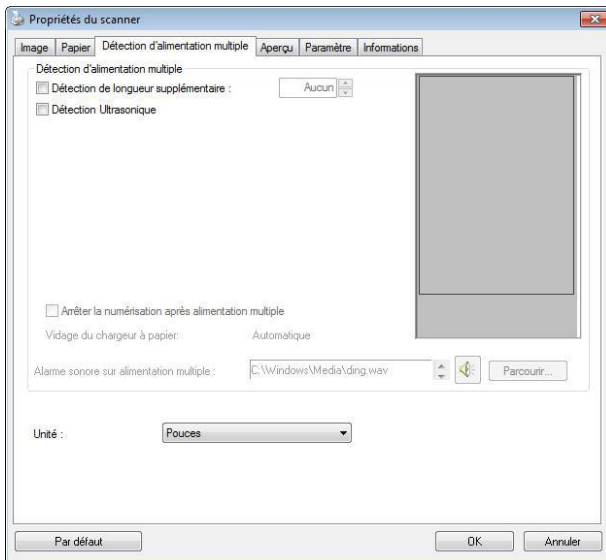 Propriétés du scanner
Image Papier Détection d'alimentation multiple Aperçu Paramètre Informations
Détection d'alimentation multiple
Détection de longueur supplémentaire : Aucun
Détection Ultrasonique
Arrêter la numérisation après alimentation multiple
Vidage du chargeur à papier: Automatique
Alarme sonore sur alimentation multiple : C:\Windows\Media\ding.wav Parcourir...
Unité : Pouces
Par défaut OK Annuler